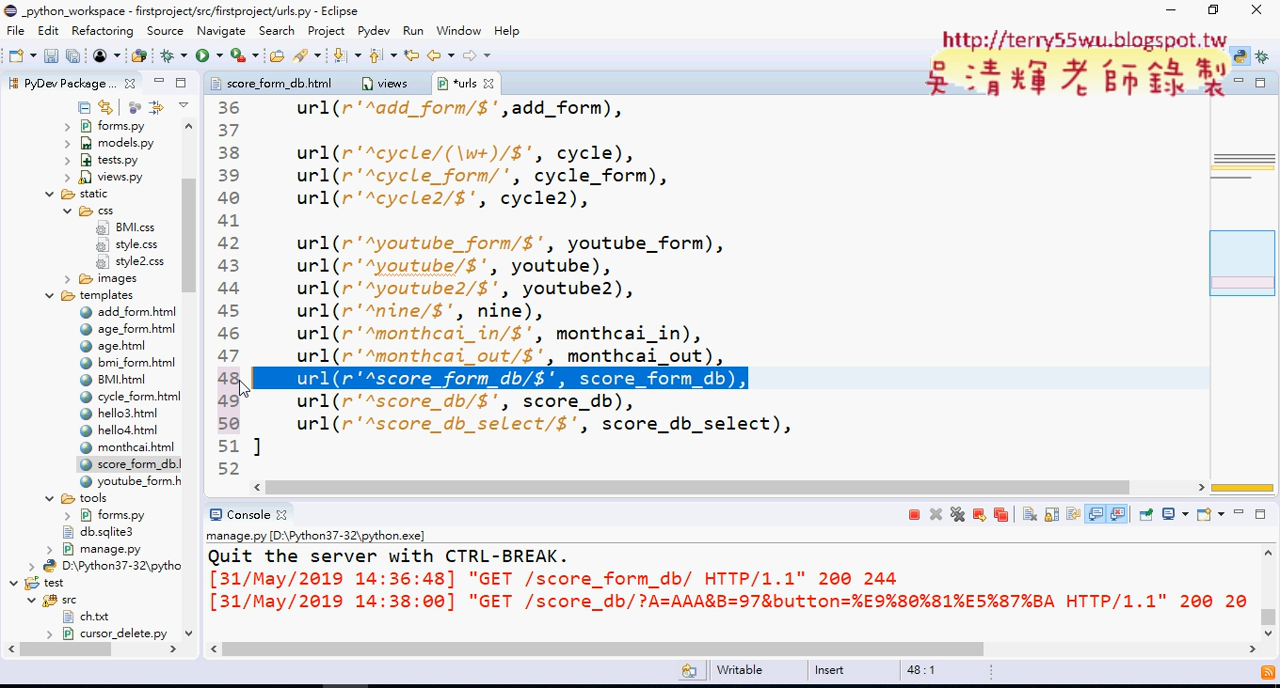 _python_workspace - firstproject/src/firstproject/urls.py - Eclipse
File Edit Refactoring Source Navigate Search Project Pydev Run Window Help
http://terry55wu.blogspot.tw
吳清輝老師錄製
PyDev Package ...
score_form_db.html views *urls
forms.py
models.py
tests.py
views.py
static
css
BMI.css
style.css
style2.css
images
templates
add_form.html
age_form.html
age.html
bmi_form.html
BMI.html
cycle_form.html
hello3.html
hello4.html
monthcai.html
score_form_db.l
youtube_form.h
tools
forms.py
db.sqlite3
manage.py
D:\Python37-32\pytho
test
src
ch.txt
cursor_delete.py
36 url(r'^add_form/$',add_form),
37
38 url(r'^cycle/(\w+)/$', cycle),
39 url(r'^cycle_form/', cycle_form),
40 url(r'^cycle2/$', cycle2),
41
42 url(r'^youtube_form/$', youtube_form),
43 url(r'^youtube/$', youtube),
44 url(r'^youtube2/$', youtube2),
45 url(r'^nine/$', nine),
46 url(r'^monthcai_in/$', monthcai_in),
47 url(r'^monthcai_out/$', monthcai_out),
48 url(r'^score_form_db/$', score_form_db),
49 url(r'^score_db/$', score_db),
50 url(r'^score_db_select/$', score_db_select),
51 ]
52
Console
manage.py [D:\Python37-32\python.exe]
Quit the server with CTRL-BREAK.
[31/May/2019 14:36:48] "GET /score_form_db/ HTTP/1.1" 200 244
[31/May/2019 14:38:00] "GET /score_db/?A=AAA&B=97&button=%E9%80%81%E5%87%BA HTTP/1.1" 200 20
Writable Insert 48 : 1